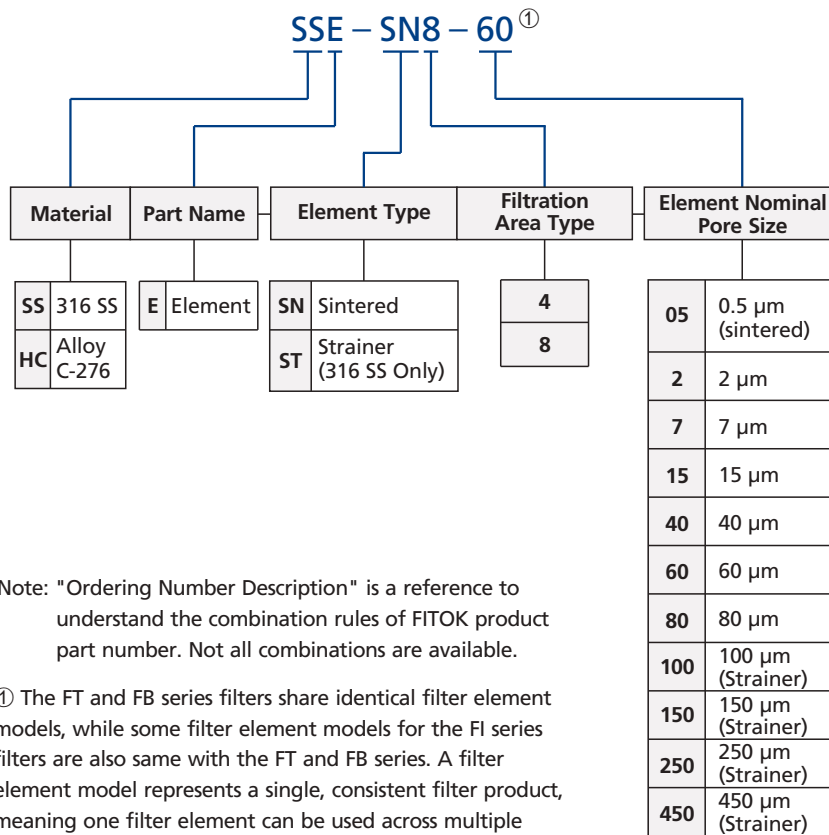 SSE – SN8 – 60 ①
Material
Part Name
Element Type
Filtration
Area Type
Element Nominal
Pore Size
SS 316 SS
HC Alloy
C-276
E Element
SN Sintered
ST Strainer
(316 SS Only)
4
8
05 0.5 µm
(sintered)
2 2 µm
7 7 µm
15 15 µm
40 40 µm
60 60 µm
80 80 µm
100 100 µm
(Strainer)
150 150 µm
(Strainer)
250 250 µm
(Strainer)
450 450 µm
(Strainer)
Note: "Ordering Number Description" is a reference to
understand the combination rules of FITOK product
part number. Not all combinations are available.
① The FT and FB series filters share identical filter element
models, while some filter element models for the FI series
filters are also same with the FT and FB series. A filter
element model represents a single, consistent filter product,
meaning one filter element can be used across multiple